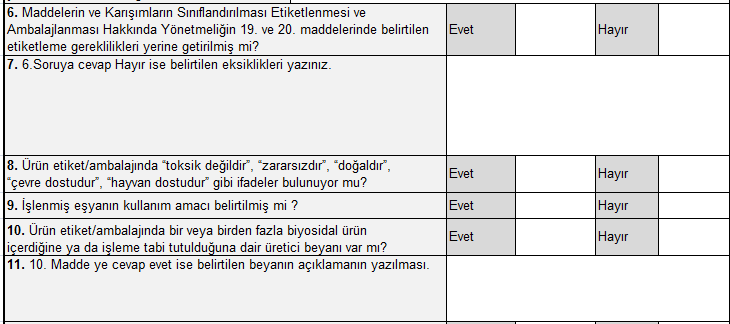 6. Maddelerin ve Karışımların Sınıflandırılması Etiketlenmesi ve
Ambalajlanması Hakkında Yönetmeliğin 19. ve 20. maddelerinde belirtilen
etiketleme gereklilikleri yerine getirilmiş mi?
Evet
Hayır
7. 6.Soruya cevap Hayır ise belirtilen eksiklikleri yazınız.
8. Ürün etiket/ambalajında “toksik değildir”, “zararsızdır”, “doğaldır”,
“çevre dostudur”, “hayvan dostudur” gibi ifadeler bulunuyor mu?
Evet
Hayır
9. İşlenmiş eşyanın kullanım amacı belirtilmiş mi ?
Evet
Hayır
10. Ürün etiket/ambalajında bir veya birden fazla biyosidal ürün
içerdiğine ya da işleme tabi tutulduğuna dair üretici beyanı var mı?
Evet
Hayır
11. 10. Madde ye cevap evet ise belirtilen beyanın açıklamanın yazılması.